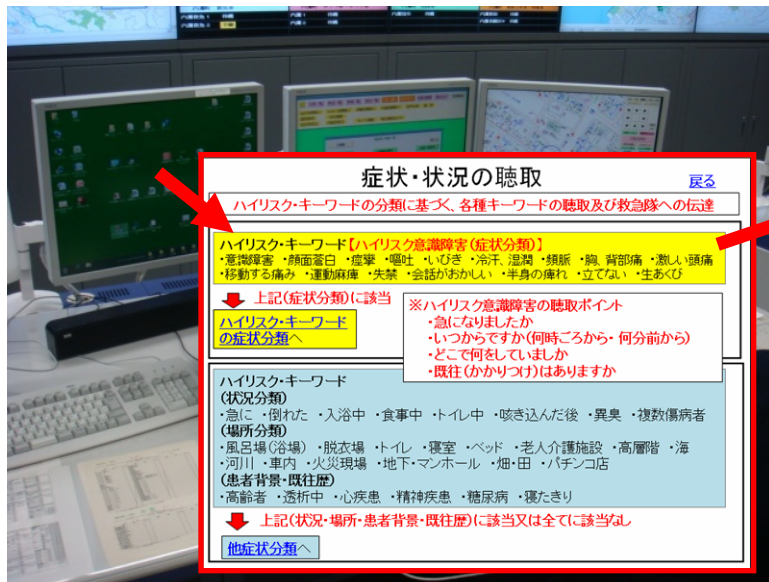 症状・状況の聴取
戻る
ハイリスク・キーワードの分類に基づく、各種キーワードの聴取及び救急隊への伝達
ハイリスク・キーワード【ハイリスク意識障害(症状分類)】
・意識障害 ・顔面蒼白 ・痙攣 ・嘔吐 ・いびき ・冷汗、湿潤 ・頻脈 ・胸、背部痛 ・激しい頭痛
・移動する痛み ・運動麻痺 ・失禁 ・会話がおかしい ・半身の痺れ ・立てない ・生あくび
上記(症状分類)に該当
ハイリスク・キーワード
の症状分類へ
※ハイリスク意識障害の聴取ポイント
・急になりましたか
・いつからですか(何時ごろから・何分前から)
・どこで何をしていましか
・既往(かかりつけ)はありますか
ハイリスク・キーワード
(状況分類)
・急に ・倒れた ・入浴中 ・食事中 ・トイレ中 ・咳き込んだ後 ・異臭 ・複数傷病者
(場所分類)
・風呂場(浴場) ・脱衣場 ・トイレ ・寝室 ・ベッド ・老人介護施設 ・高層階 ・海
・河川 ・車内 ・火災現場 ・地下・マンホール ・畑・田 ・パチンコ店
(患者背景・既往歴)
・高齢者 ・透析中 ・心疾患 ・精神疾患 ・糖尿病 ・寝たきり
上記(状況・場所・患者背景・既往歴)に該当又は全てに該当なし
他症状分類へ